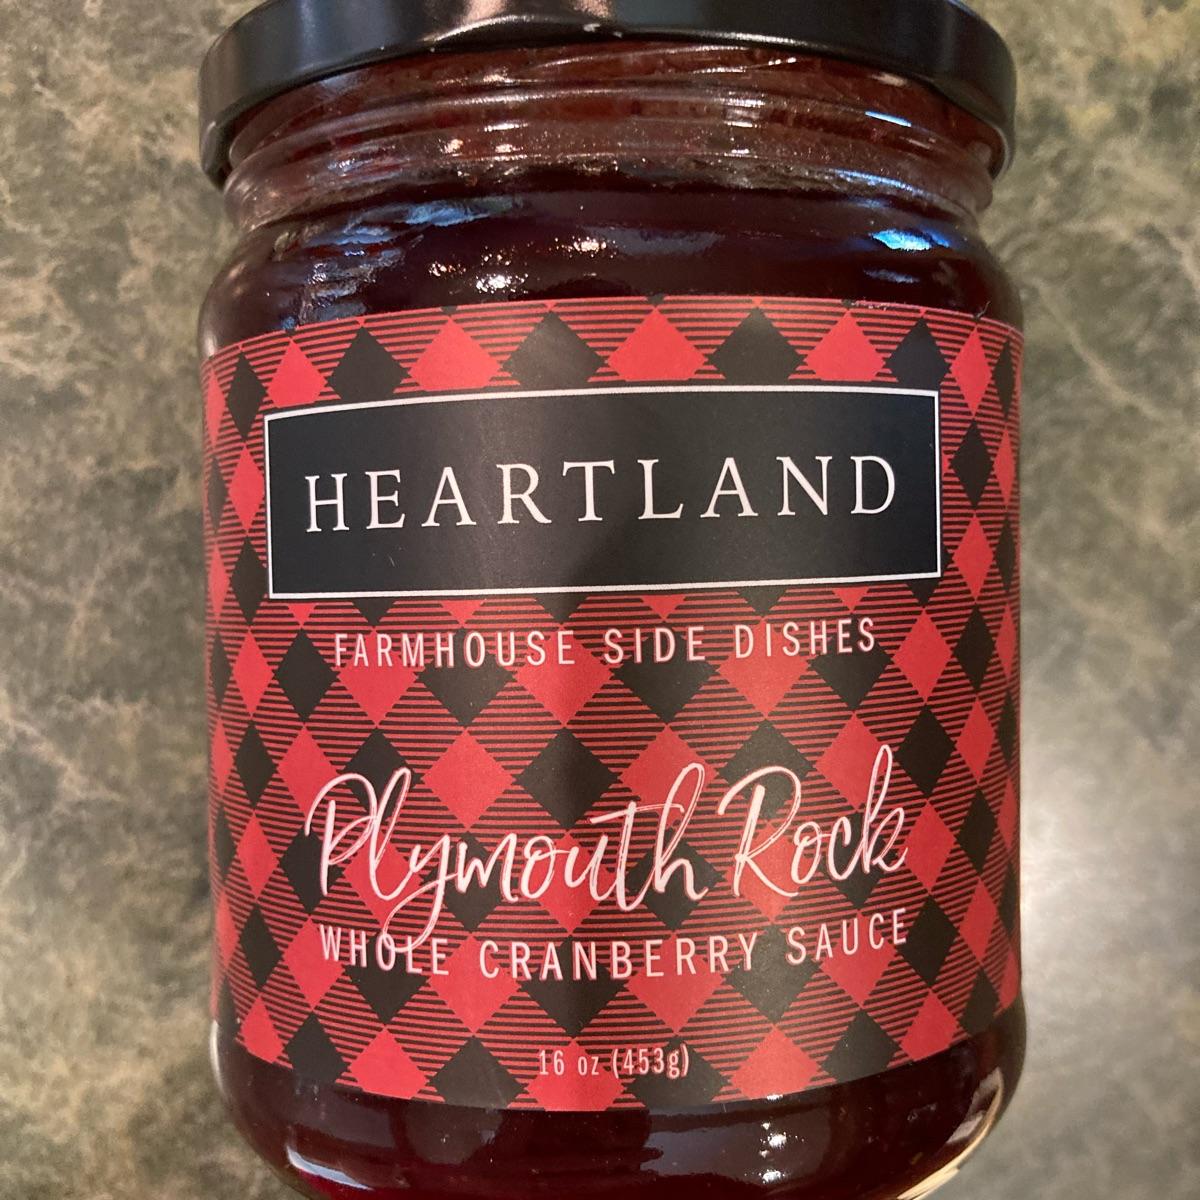 HEARTLAND
FARMHOUSE SIDE DISHES
Plymouth Rock
WHOLE CRANBERRY SAUCE
16 oz (453g)